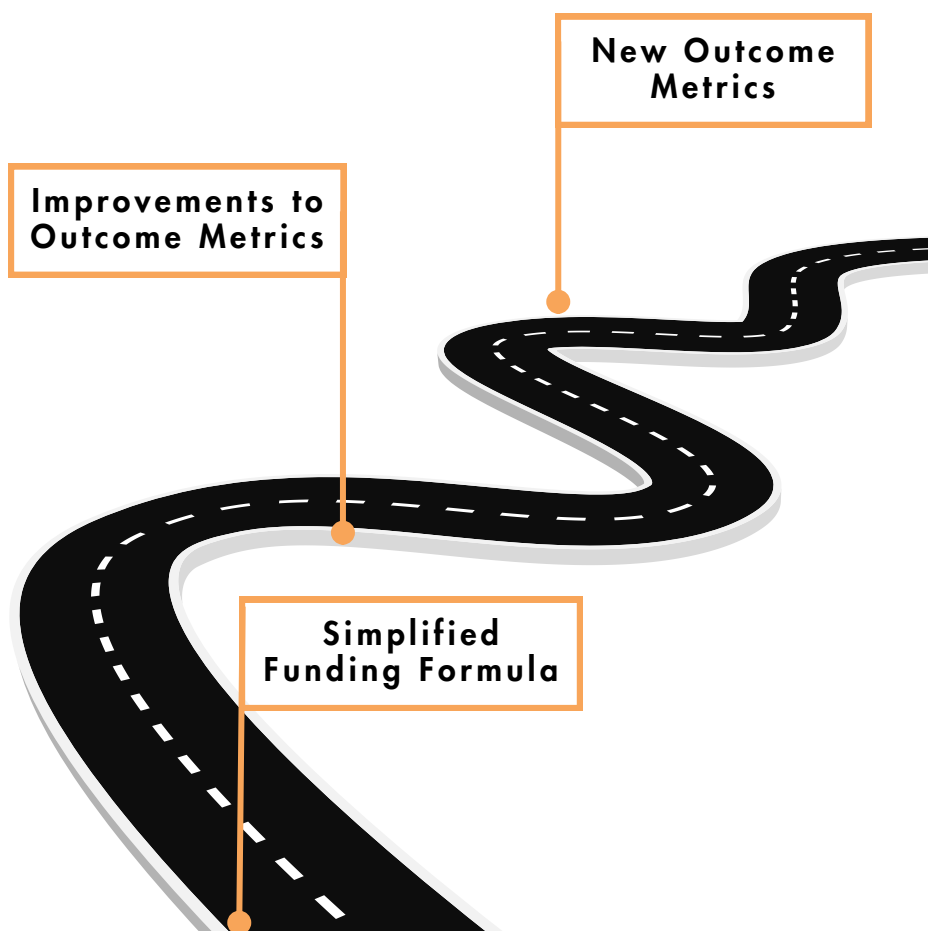 New Outcome
Metrics
Improvements to
Outcome Metrics
Simplified
Funding Formula